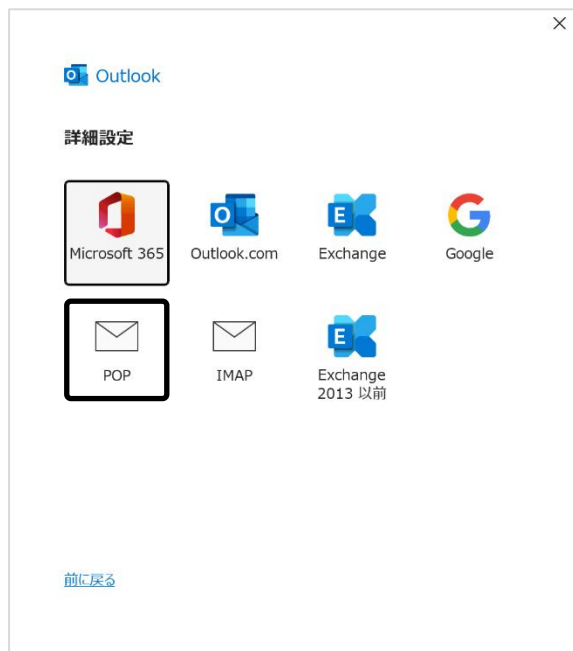 Outlook
詳細設定
Microsoft 365
Outlook.com
Exchange
Google
POP
IMAP
Exchange
2013 以前
前に戻る